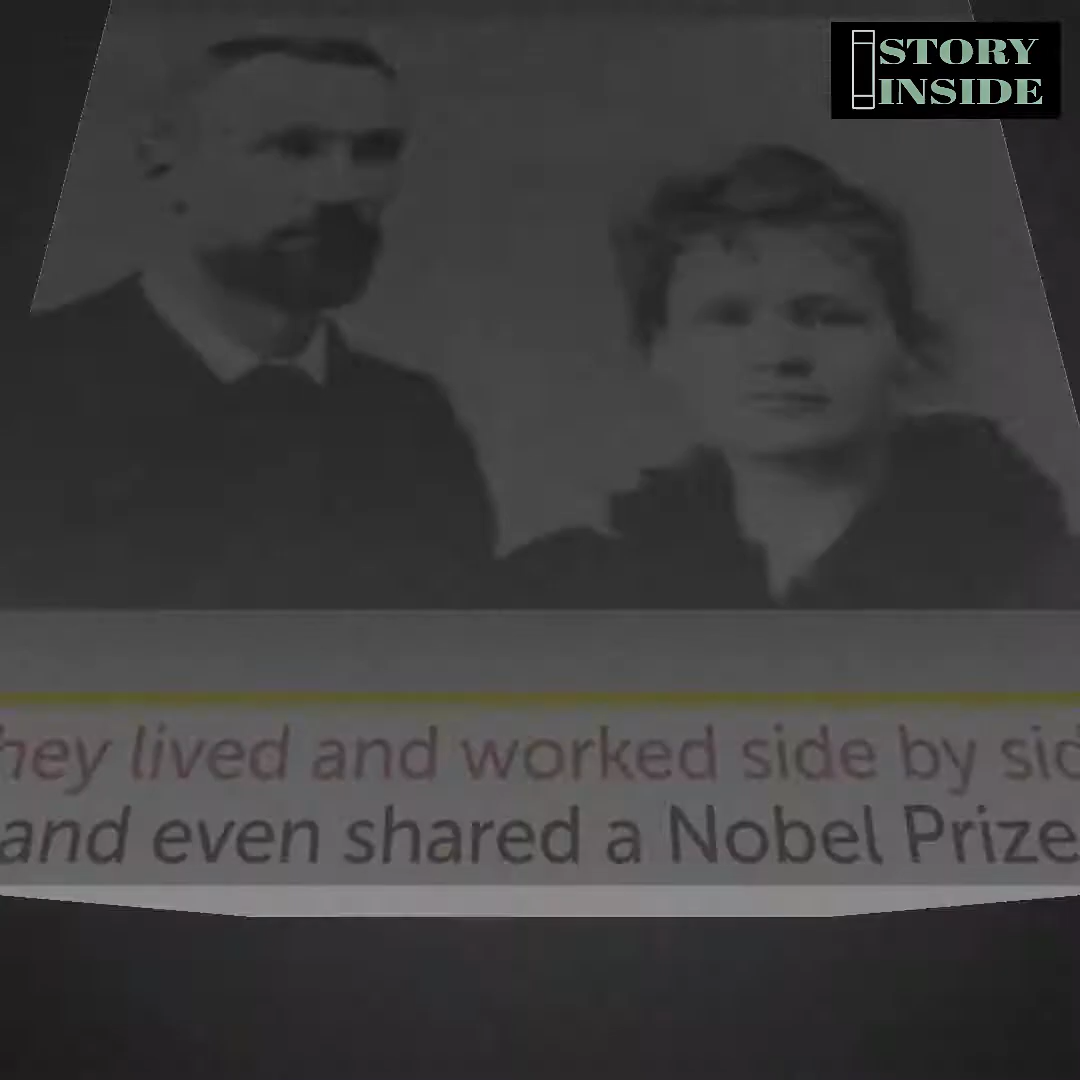 STORY
INSIDE
hey lived and worked side by sid
and even shared a Nobel Prize